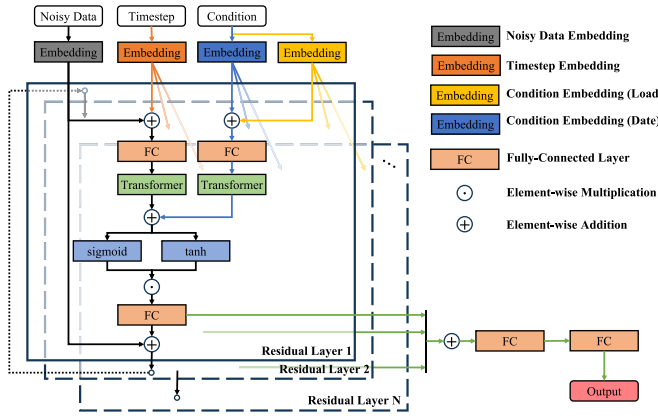 Noisy Data
Timestep
Condition
Embedding
Embedding
Embedding
Embedding
Embedding
Noisy Data Embedding
Embedding
Timestep Embedding
Embedding
Condition Embedding (Load
Embedding
Condition Embedding (Date)
FC
Fully-Connected Layer
Element-wise Multiplication
Element-wise Addition
FC
FC
Transformer
Transformer
sigmoid
tanh
FC
Residual Layer 1
Residual Layer 2
Residual Layer N
FC
FC
Output